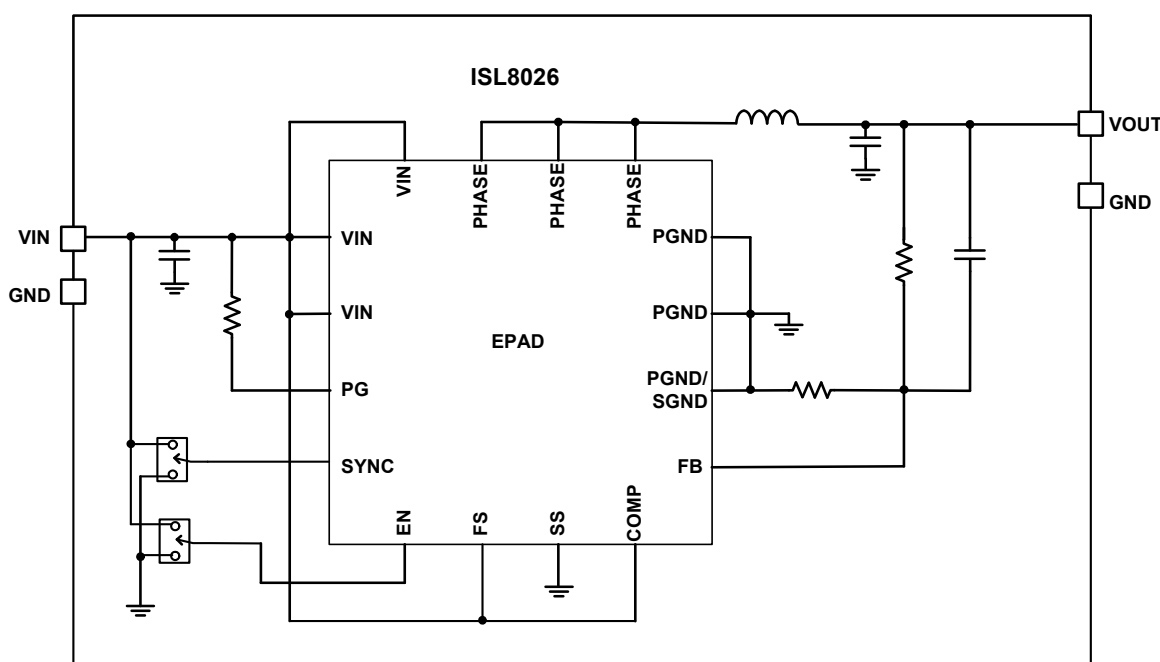 ISL8026
VOUT
GND
VIN
GND
VIN
PHASE
PHASE
PHASE
VIN
VIN
PG
SYNC
EPAD
PGND
PGND
PGND/
SGND
FB
EN
FS
SS
COMP